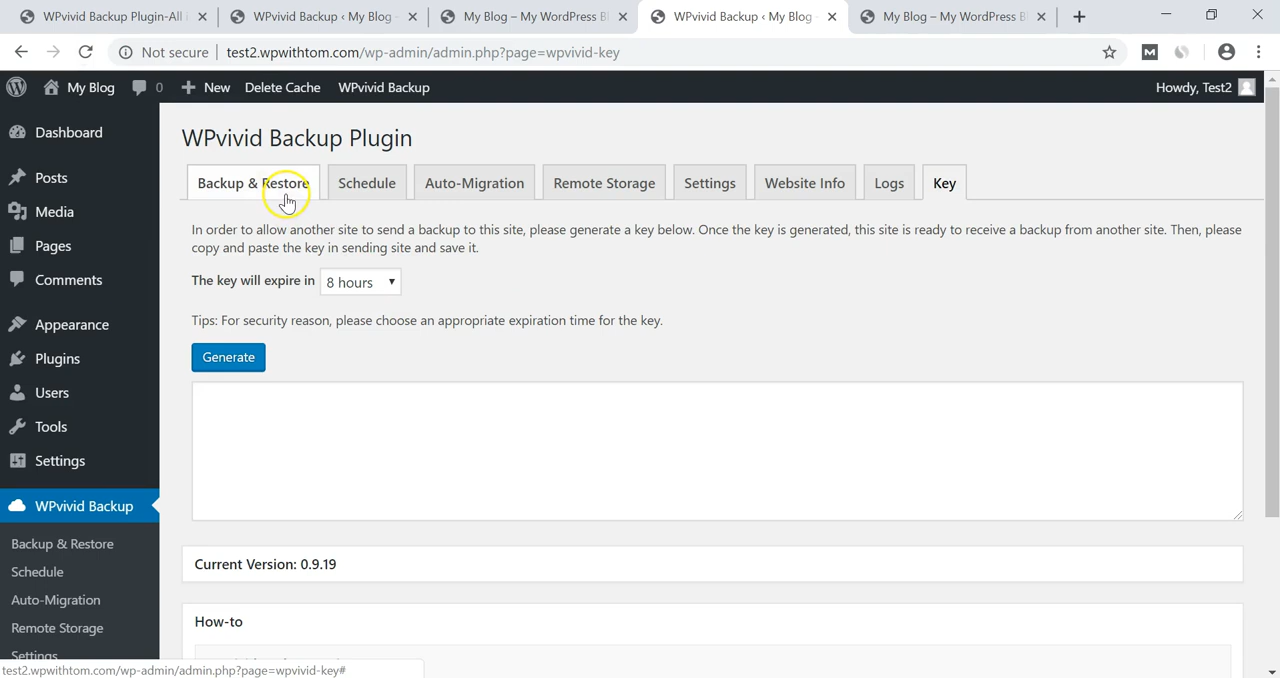 WPvivid Backup Plugin-All i
WPvivid Backup ‹ My Blog
My Blog – My WordPress B
WPvivid Backup ‹ My Blog
My Blog – My WordPress B
Not secure | test2.wpwithtom.com/wp-admin/admin.php?page=wpvivid-key
My Blog 0 New Delete Cache WPvivid Backup Howdy, Test2
Dashboard
Posts
Media
Pages
Comments
Appearance
Plugins
Users
Tools
Settings
WPvivid Backup
Backup & Restore
Schedule
Auto-Migration
Remote Storage
Settings
WPvivid Backup Plugin
Backup & Restore Schedule Auto-Migration Remote Storage Settings Website Info Logs Key
In order to allow another site to send a backup to this site, please generate a key below. Once the key is generated, this site is ready to receive a backup from another site. Then, please
copy and paste the key in sending site and save it.
The key will expire in 8 hours
Tips: For security reason, please choose an appropriate expiration time for the key.
Generate
Current Version: 0.9.19
How-to
test2.wpwithtom.com/wp-admin/admin.php?page=wpvivid-key#